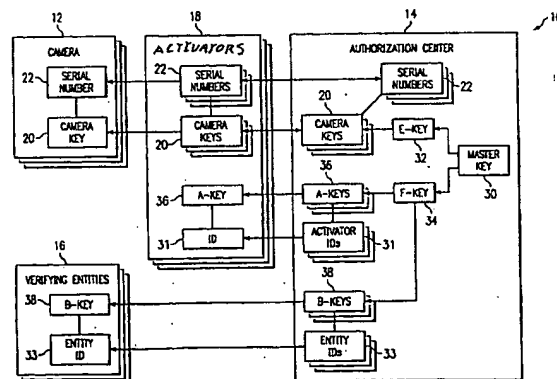 12
18
14
10
CAMERA
ACTIVATORS
AUTHORIZATION CENTER
22
SERIAL
NUMBER
22
SERIAL
NUMBERS
SERIAL
NUMBERS
22
20
CAMERA
KEY
CAMERA
KEYS
20
20
CAMERA
KEYS
E-KEY
32
MASTER
KEY
30
36
A-KEY
36
A-KEYS
F-KEY
34
31
ID
ACTIVATOR
IDs
31
16
VERIFYING ENTITIES
38
B-KEY
38
B-KEYS
33
ENTITY
ID
ENTITY
IDs
33